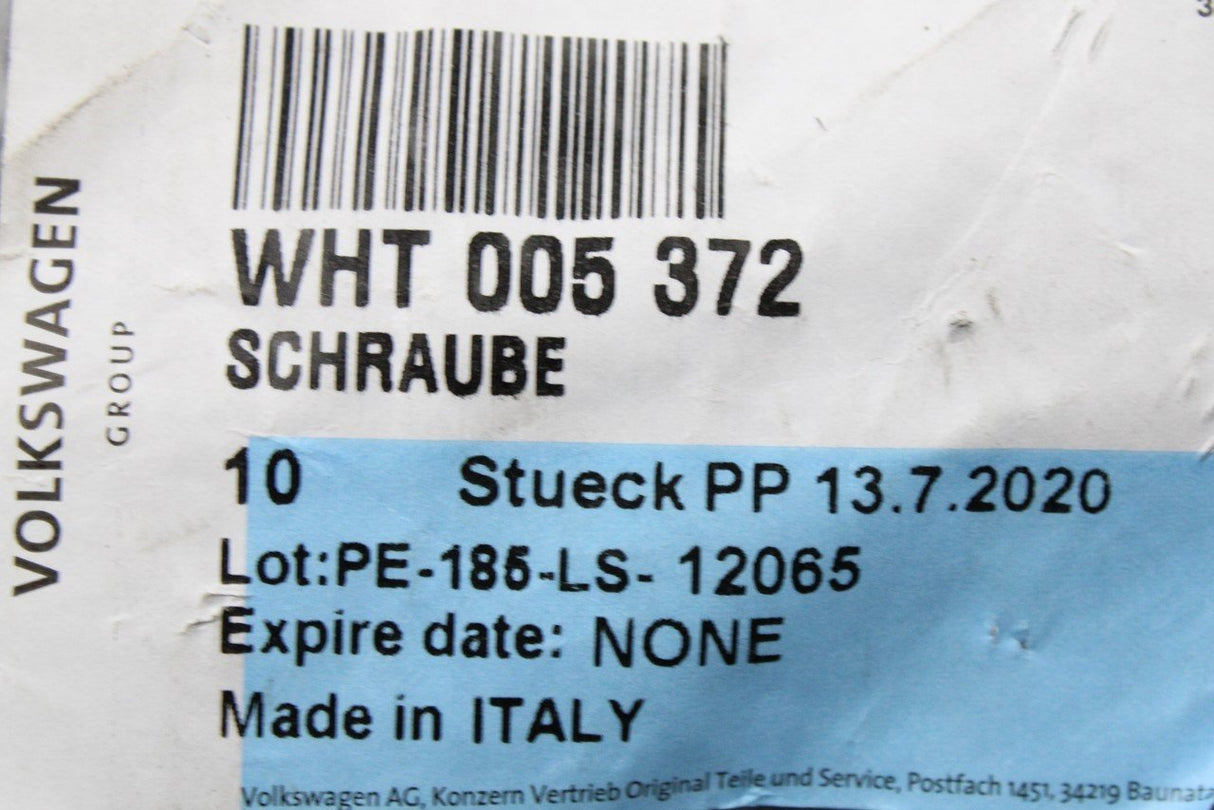 VOLKSWAGEN
GROUP
WHT 005 372
SCHRAUBE
10 Stueck PP 13.7.2020
Lot:PE-185-LS- 12065
Expire date: NONE
Made in ITALY
Volkswagen AG, Konzern Vertrieb Original Teile und Service, Postfach 1451, 34219 Baunata